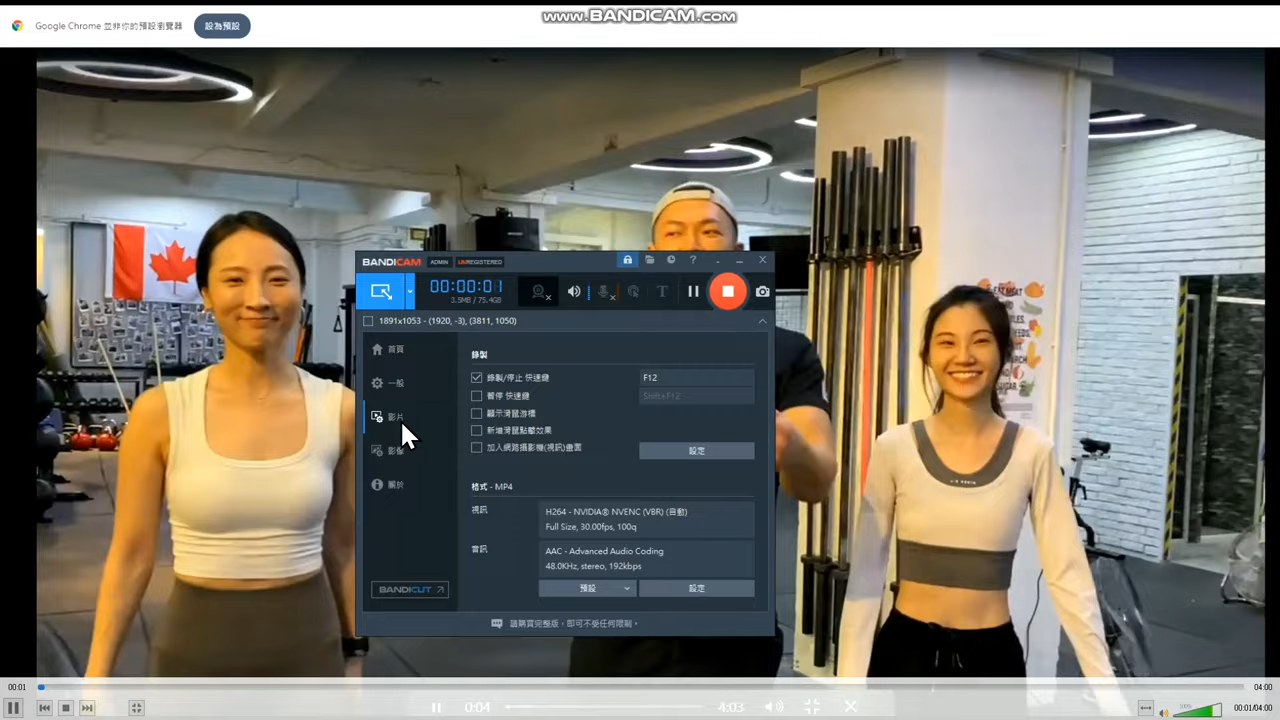 www.BANDICAM.com
Google Chrome 並非你的預設瀏覽器
設為預設
BANDICAM ADMIN UNREGISTERED
00:00:01
3.5MB / 75.4GB
1891x1053 - (1920, -3), (3811, 1050)
首頁
一般
影片
影像
關於
BANDICUT
錄製
錄製/停止 快速鍵
F12
暫停 快速鍵
Shift+F12
顯示滑鼠游標
新增滑鼠點擊效果
加入網路攝影機(視訊)畫面
設定
格式 - MP4
視訊
H264 - NVIDIA® NVENC (VBR) (自動)
Full Size, 30.00fps, 100q
音訊
AAC - Advanced Audio Coding
48.0KHz, stereo, 192kbps
預設
設定
請購買完整版，即可不受任何限制。
00:01
04:00
0:04
4:03
100%
00:01/04:00